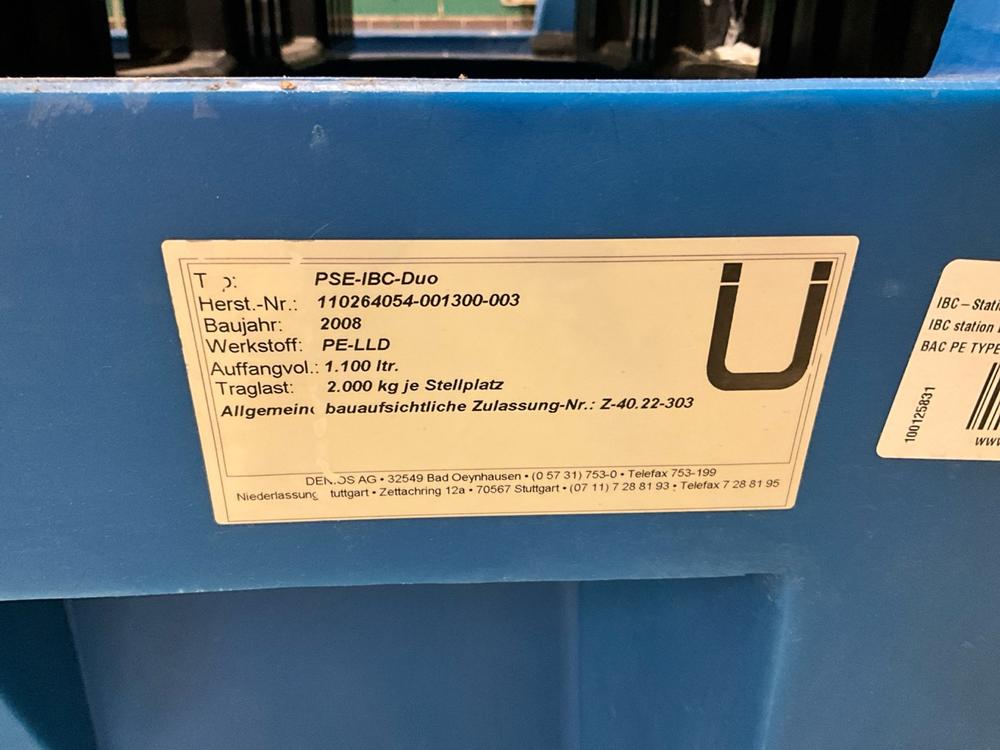 PSE-IBC-Duo
Herst.-Nr.: 110264054-001300-003
Baujahr: 2008
Werkstoff: PE-LLD
Auffangvol.: 1.100 ltr.
Traglast: 2.000 kg je Stellplatz
bauaufsichtliche Zulassung-Nr.: Z-40.22-303
Ü
AG • 32549 Bad Oeynhausen • (0 57 31) 753-0 • Telefax 753-199
Zettachring 12a • 70567 Stuttgart • (07 11) 7 28 81 93 • Telefax 7 28 81 95
IBC –
IBC station
BAC PE TYPE
100125831